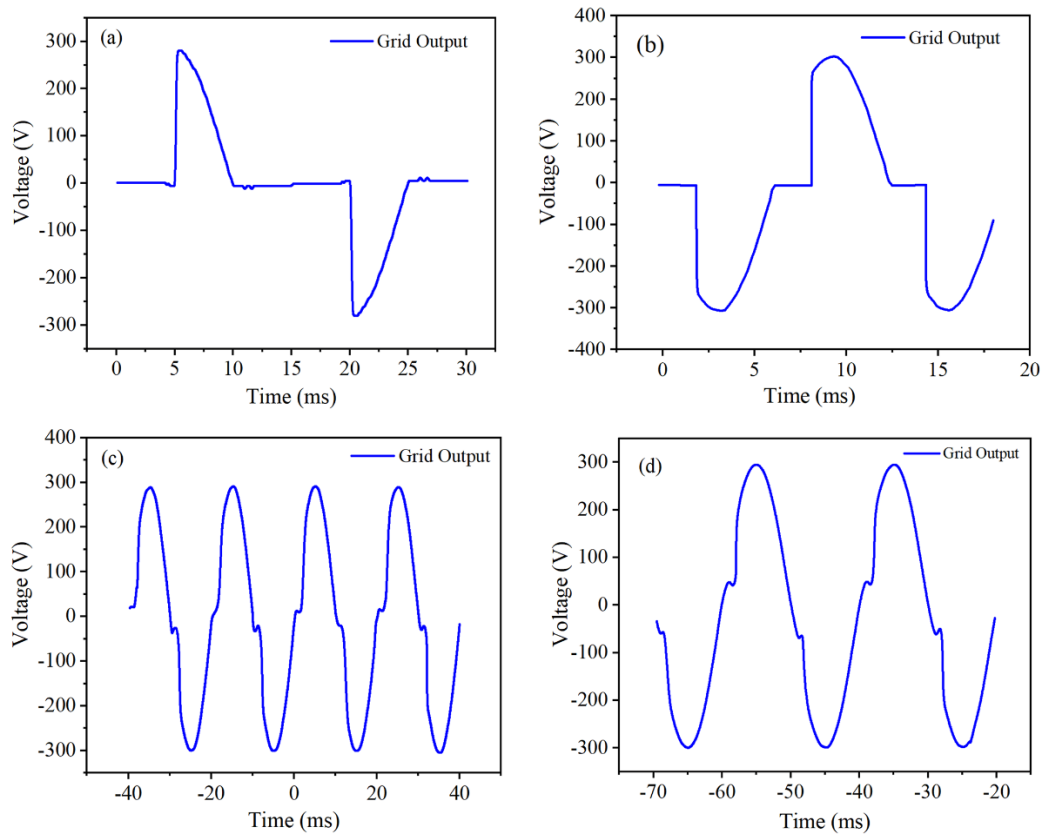 (a)
Grid Output
300
200
100
0
-100
-200
-300
Voltage (V)
0 5 10 15 20 25 30
Time (ms)
(b)
Grid Output
300
200
100
0
-100
-200
-300
-400
Voltage (V)
0 5 10 15 20
Time (ms)
(c)
Grid Output
400
300
200
100
0
-100
-200
-300
Voltage (V)
-40 -20 0 20 40
Time (ms)
(d)
Grid Output
300
200
100
0
-100
-200
-300
Voltage (V)
-70 -60 -50 -40 -30 -20
Time (ms)